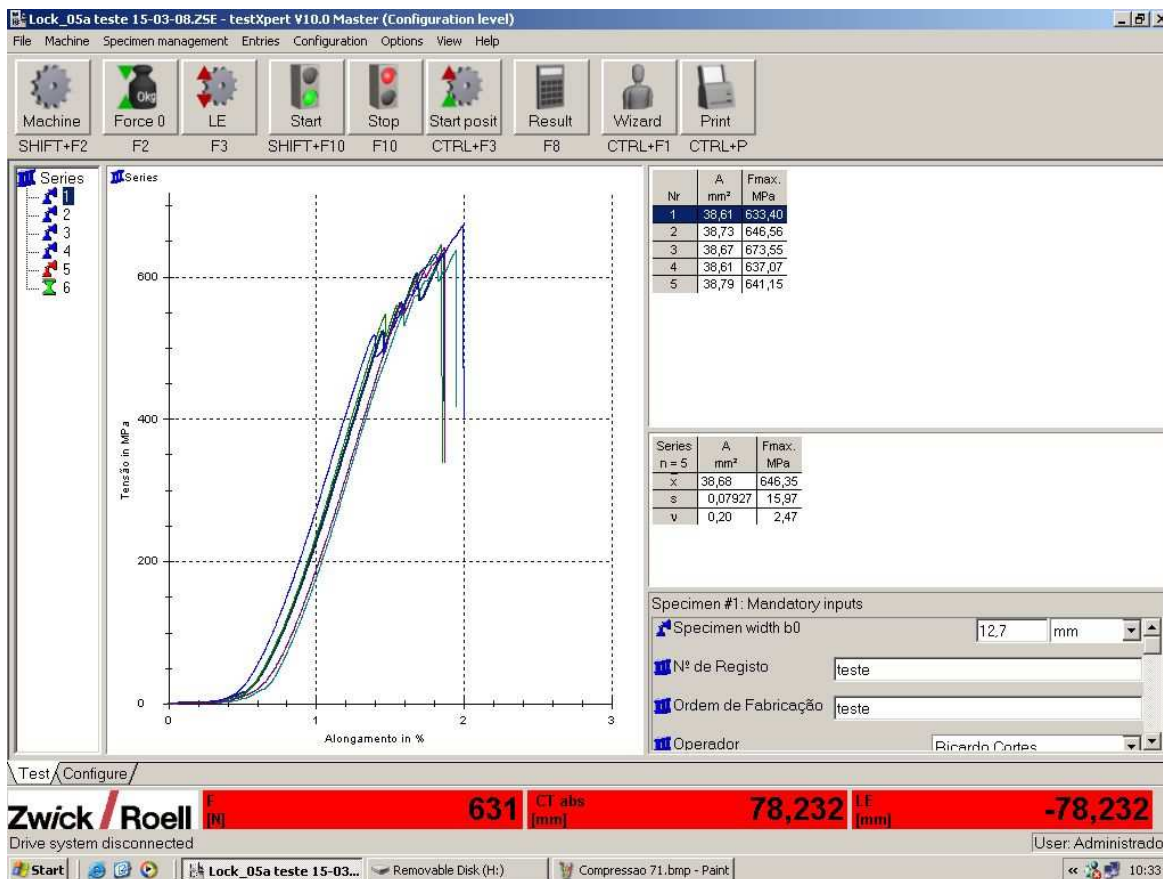 Lock_05a teste 15-03-08.ZSE - testXpert V10.0 Master (Configuration level)
File Machine Specimen management Entries Configuration Options View Help
0kg
Machine Force 0 LE Start Stop Start posit Result Wizard Print
SHIFT+F2 F2 F3 SHIFT+F10 F10 CTRL+F3 F8 CTRL+F1 CTRL+P
Series
1
2
3
4
5
6
Series
600
400
200
0
Tensão in MPa
0 1 2 3
Alongamento in %
A Fmax.
Nr mm² MPa
1 38,61 633,40
2 38,73 646,56
3 38,67 673,55
4 38,61 637,07
5 38,79 641,15
Series A Fmax.
n = 5 mm² MPa
x 38,68 646,35
s 0,07927 15,97
ν 0,20 2,47
Specimen #1: Mandatory inputs
Specimen width b0 12,7 mm
Nº de Registo teste
Ordem de Fabricação teste
Operador Ricardo Cortes
Test Configure
Zwick / Roell
F [N] 631 CT abs [mm] 78,232 LE [mm] -78,232
Drive system disconnected User: Administrado
Start Lock_05a teste 15-03... Removable Disk (H:) Compressao 71.bmp - Paint « 10:33